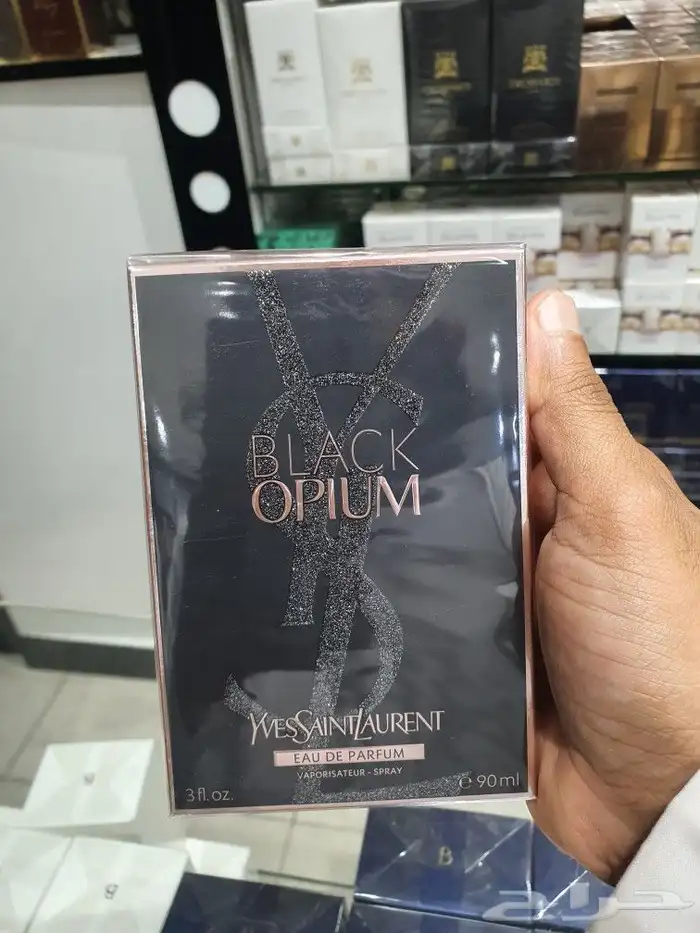 BLACK
OPIUM
YVESSAINTLAURENT
EAU DE PARFUM
VAPORISATEUR - SPRAY
3 fl. oz.
℮ 90 ml
B
B
B
حراج